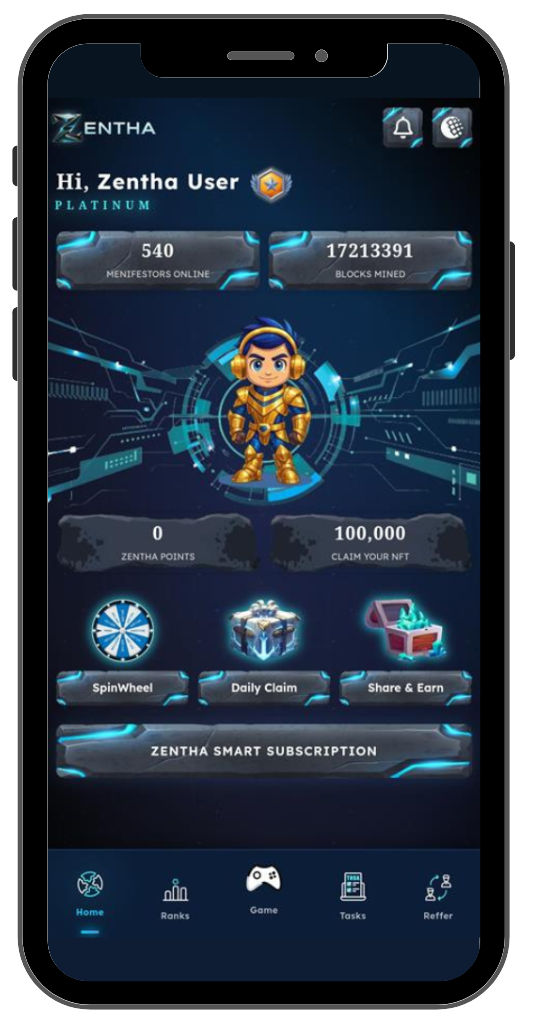 ZENTHA
Hi, Zentha User
PLATINUM
540
MENIFESTORS ONLINE
17213391
BLOCKS MINED
0
ZENTHA POINTS
100,000
CLAIM YOUR NFT
SpinWheel
Daily Claim
Share & Earn
ZENTHA SMART SUBSCRIPTION
Home
Ranks
Game
Tasks
Reffer